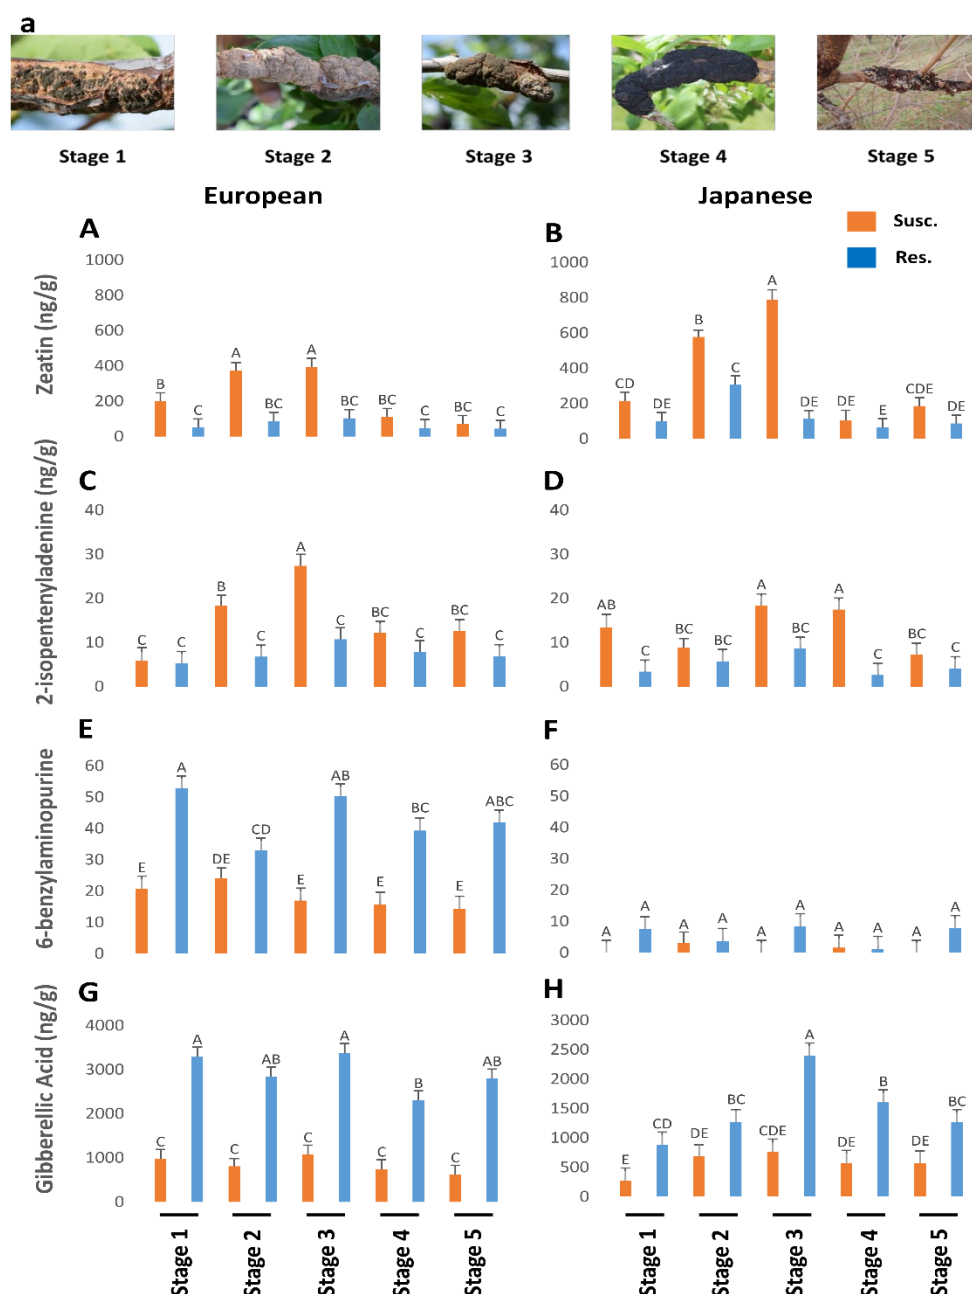 a
Stage 1 Stage 2 Stage 3 Stage 4 Stage 5
European Japanese
Susc.
Res.
Zeatin (ng/g)
A
1000
800
600
400
200
0
B C A BC A BC BC C BC C
B
1000
800
600
400
200
0
CD DE B C A DE DE E CDE DE
2-isopentenyladenine (ng/g)
C
40
30
20
10
0
C C B C A C BC C BC C
D
40
30
20
10
0
AB C BC BC A BC A C BC C
6-benzylaminopurine
E
60
50
40
30
20
10
0
E A DE CD E AB E BC E ABC
F
60
50
40
30
20
10
0
A A A A A A A A A A
Gibberellic Acid (ng/g)
G
4000
3000
2000
1000
0
C A C AB C A C B C AB
H
3000
2500
2000
1500
1000
500
0
E CD DE BC CDE A DE B DE BC
Stage 1 Stage 2 Stage 3 Stage 4 Stage 5
Stage 1 Stage 2 Stage 3 Stage 4 Stage 5